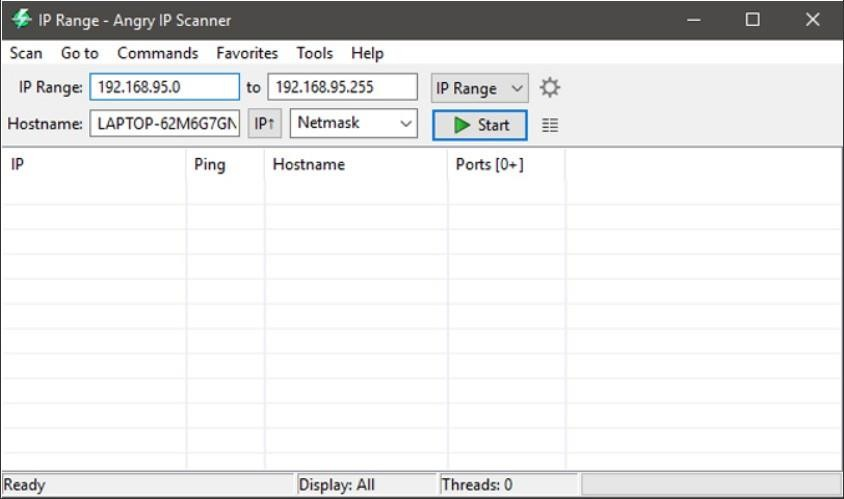 IP Range - Angry IP Scanner
Scan Go to Commands Favorites Tools Help
IP Range: 192.168.95.0 to 192.168.95.255 IP Range
Hostname: LAPTOP-62M6G7GN IP↑ Netmask Start
IP Ping Hostname Ports [0+]
Ready Display: All Threads: 0